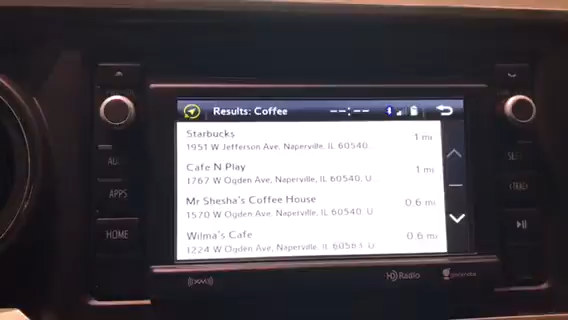 Results: Coffee
--:--
Starbucks
1951 W Jefferson Ave, Naperville, IL 60540
1 mi
Cafe N Play
1767 W Ogden Ave, Naperville, IL 60540, U
1 mi
Mr Shesha's Coffee House
1570 W Ogden Ave, Naperville, IL 60540, U
0.6 mi
Wilma's Cafe
1224 W Ogden Ave, Naperville, IL 60563, U
0.6 mi
APPS
HOME
HD Radio